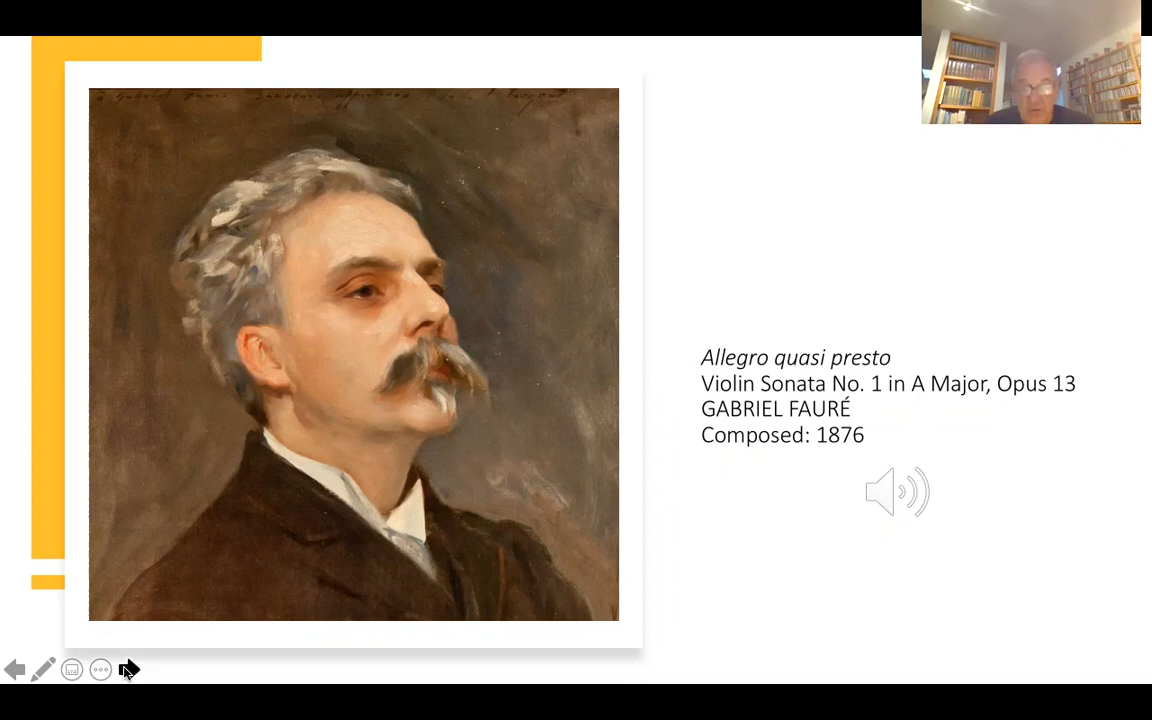 Allegro quasi presto
Violin Sonata No. 1 in A Major, Opus 13
GABRIEL FAURÉ
Composed: 1876